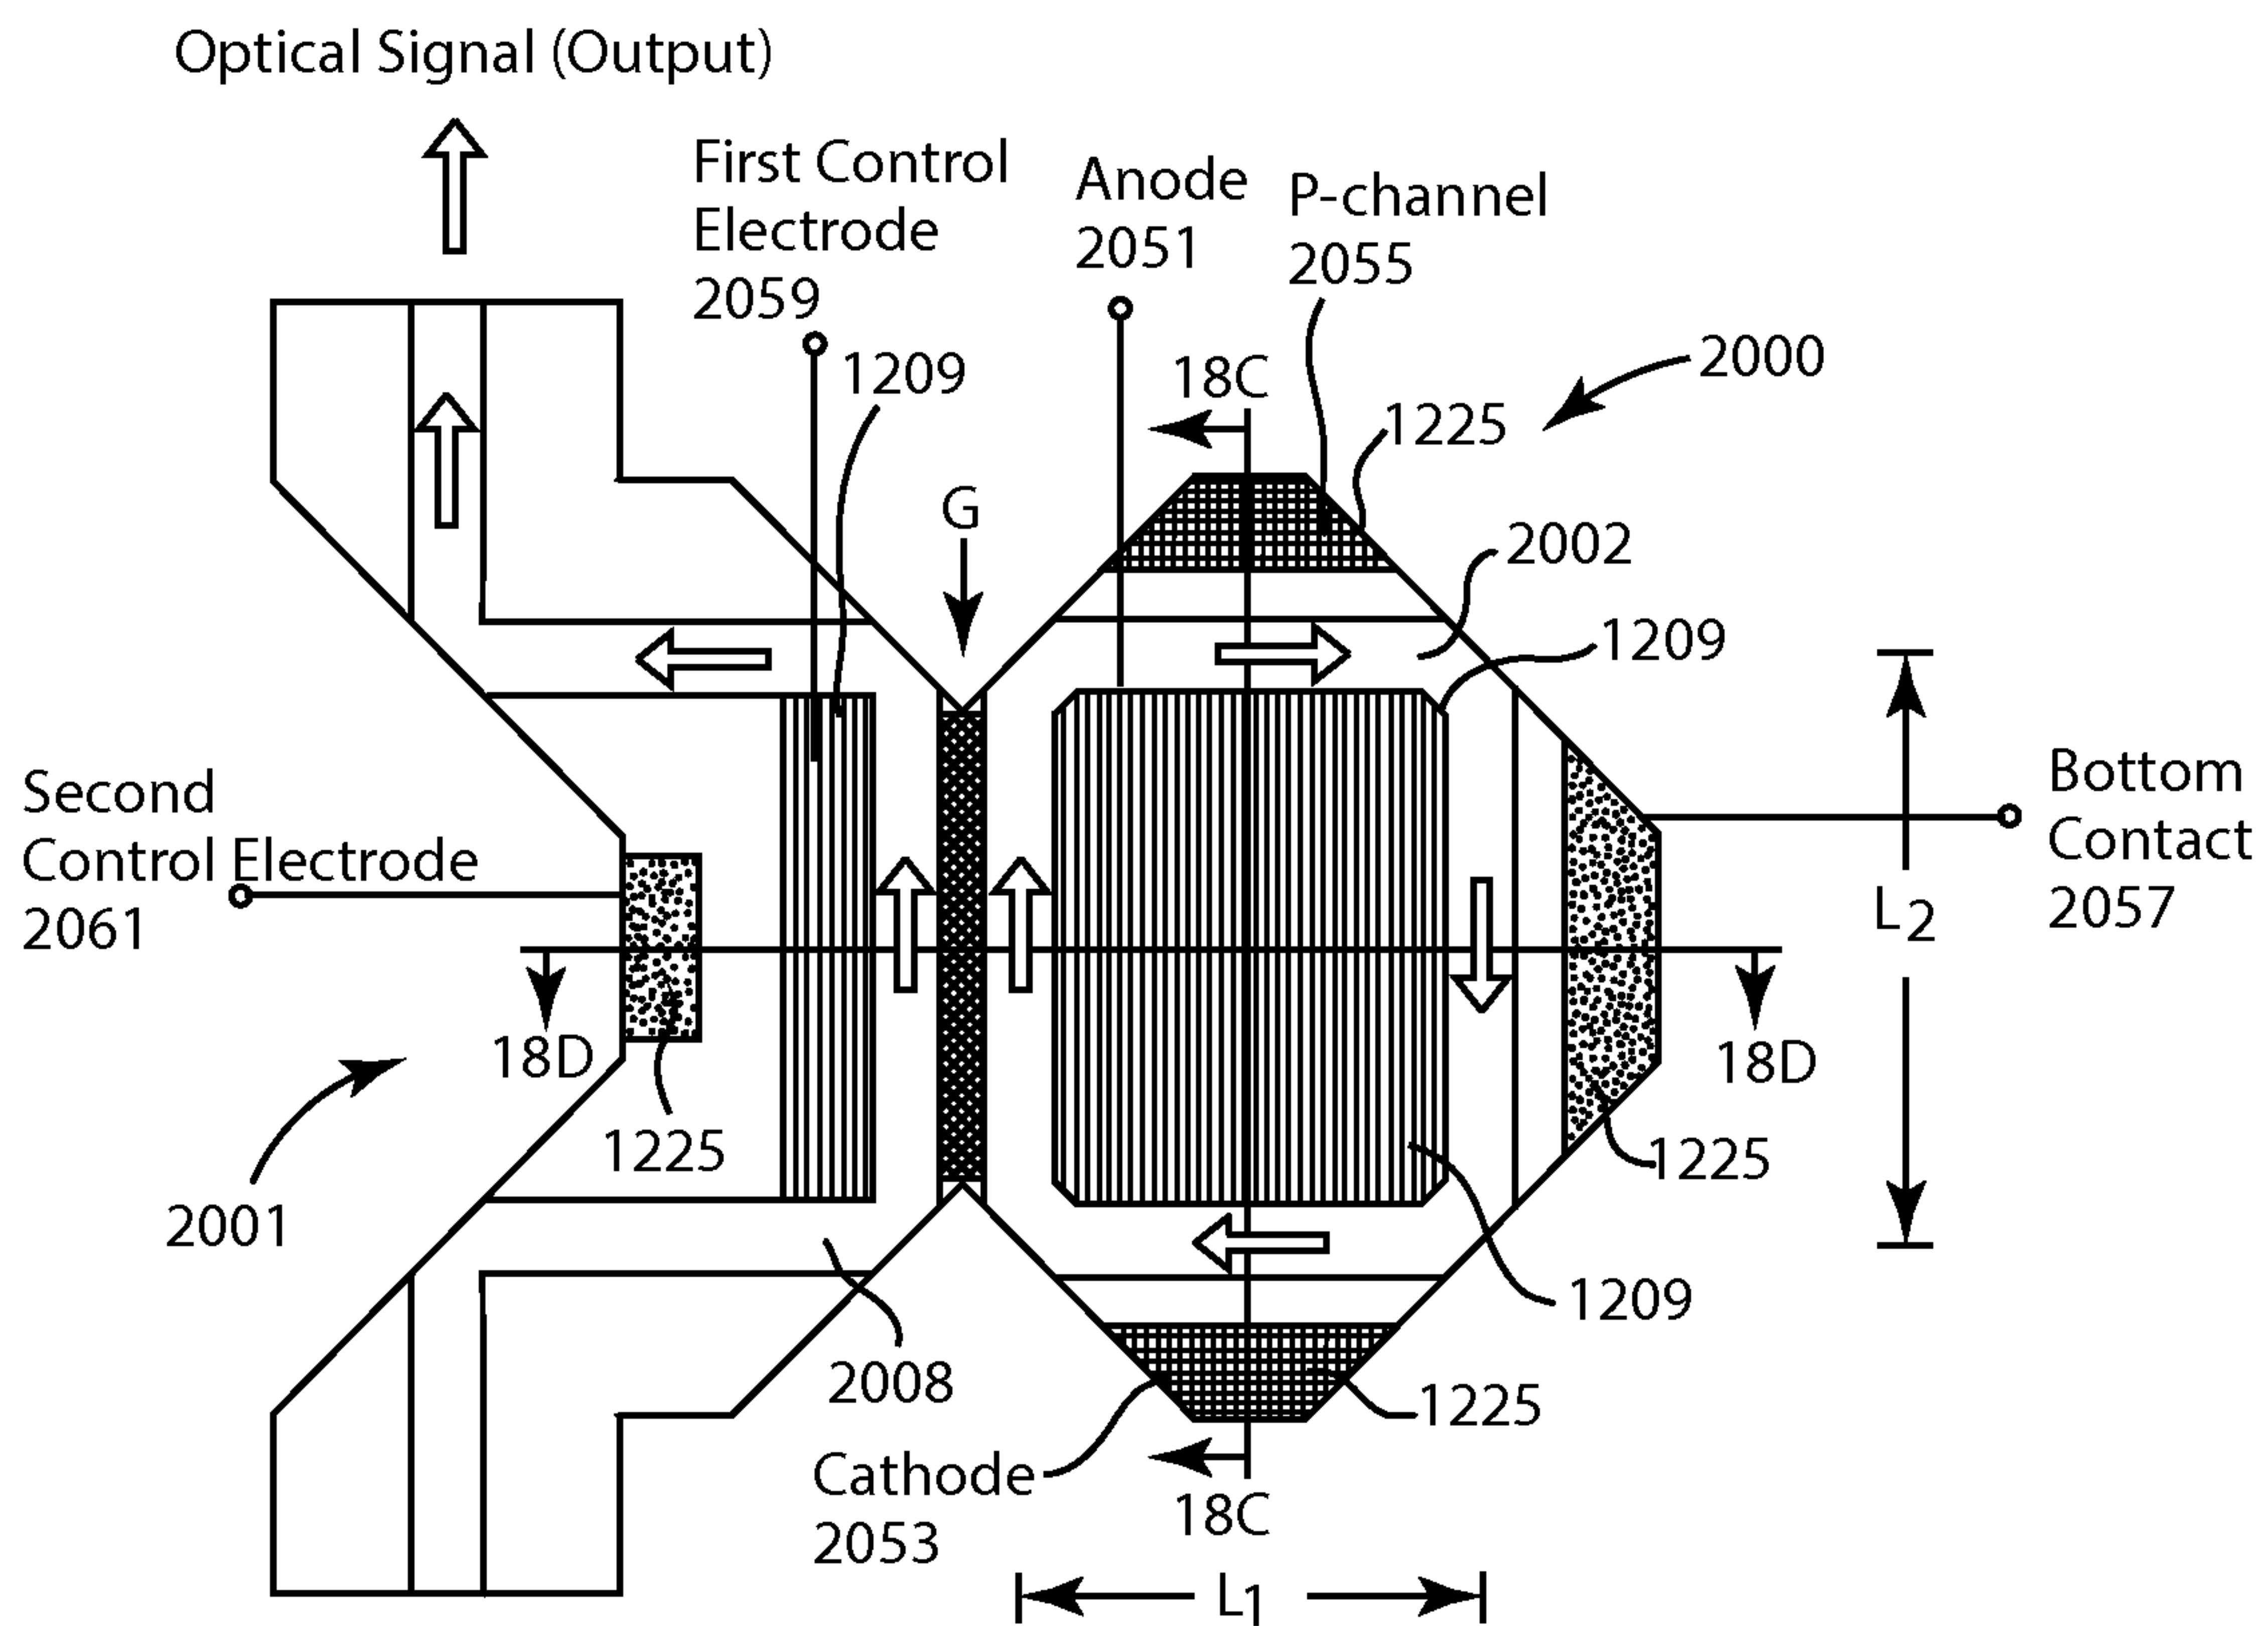 Optical Signal (Output)
First Control
Electrode
2059
Anode
2051
P-channel
2055
1209
18C
2000
1225
G
2002
1209
Second
Control Electrode
2061
Bottom
Contact
2057
L2
18D
18D
1225
1225
2001
1209
2008
1225
Cathode
2053
18C
L1